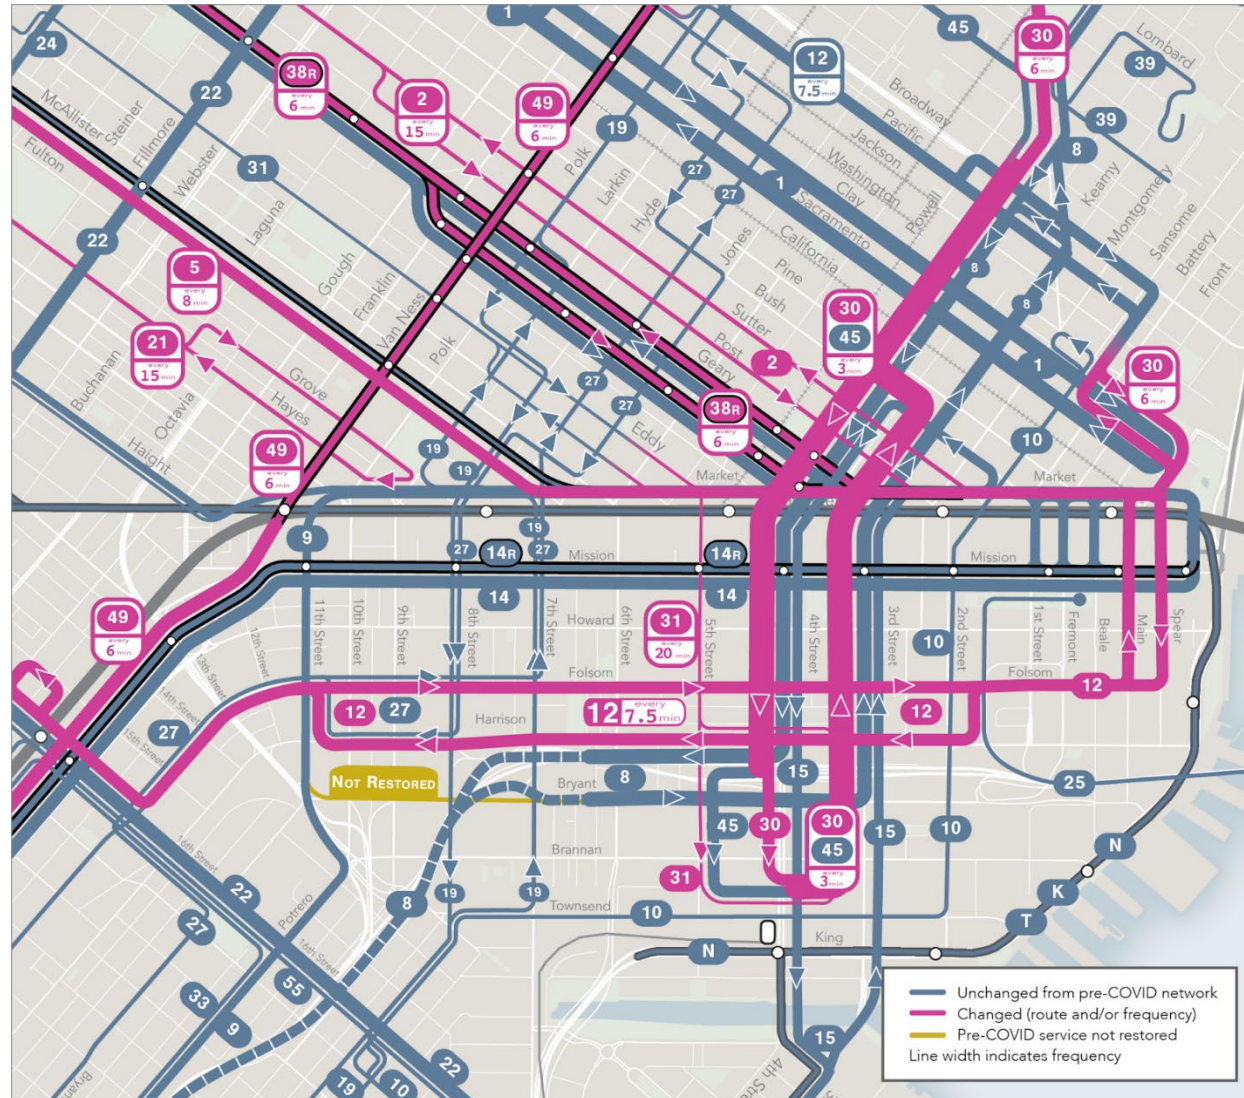 24
22
McAllister
Steiner
Fillmore
Webster
Fulton
38R
every
6 min
2
every
15 min
49
every
6 min
1
12
every
7.5 min
45
30
every
6 min
Lombard
39
39
Broadway
Pacific
8
Kearny
Montgomery
Sansome
Battery
Front
19
Polk
27
27
Larkin
Hyde
Jones
Jackson
Washington
Clay
Sacramento
California
Powell
1
31
Laguna
22
5
every
8 min
Gough
Franklin
Van Ness
Polk
Pine
Bush
Sutter
Post
Geary
8
8
30
45
every
3 min
2
1
30
every
6 min
21
every
15 min
Buchanan
Octavia
Grove
Hayes
Haight
27
27
Eddy
38R
every
6 min
10
49
every
6 min
19
19
Market
Market
9
19
27
27
14R
Mission
14R
Mission
14
14
49
every
6 min
11th Street
10th Street
9th Street
8th Street
7th Street
Howard
6th Street
31
every
20 min
5th Street
4th Street
3rd Street
2nd Street
1st Street
Fremont
Beale
Main
Spear
10
12th Street
13th Street
14th Street
15th Street
27
Folsom
Folsom
12
12
27
Harrison
12 every 7.5 min
12
Not Restored
Bryant
8
15
25
45
30
30
45
every
3 min
15
10
Brannan
31
N
16th Street
22
8
19
19
Townsend
10
K
T
27
Potrero
16th Street
55
N
King
33
9
22
19
10
Bryan
15
4th Stree
3
Unchanged from pre-COVID network
Changed (route and/or frequency)
Pre-COVID service not restored
Line width indicates frequency